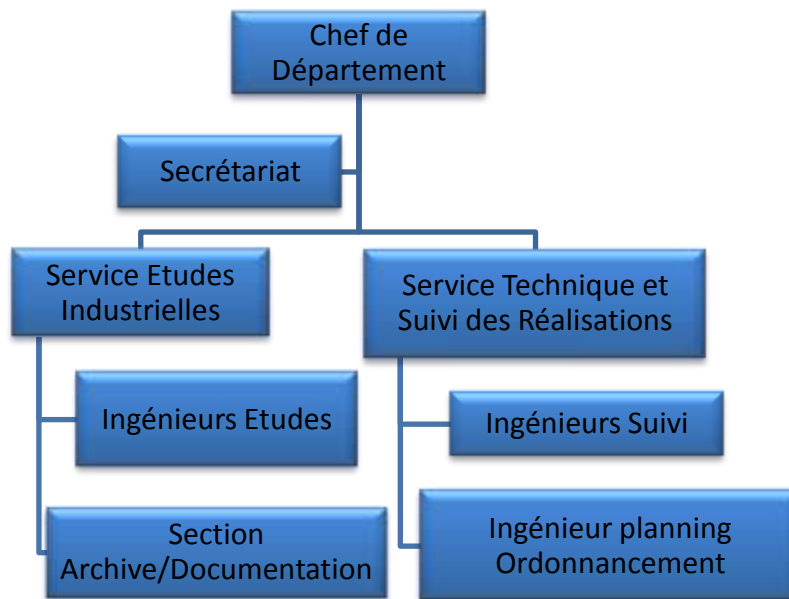 Chef de
Département
Secrétariat
Service Etudes
Industrielles
Service Technique et
Suivi des Réalisations
Ingénieurs Etudes
Ingénieurs Suivi
Section
Archive/Documentation
Ingénieur planning
Ordonnancement